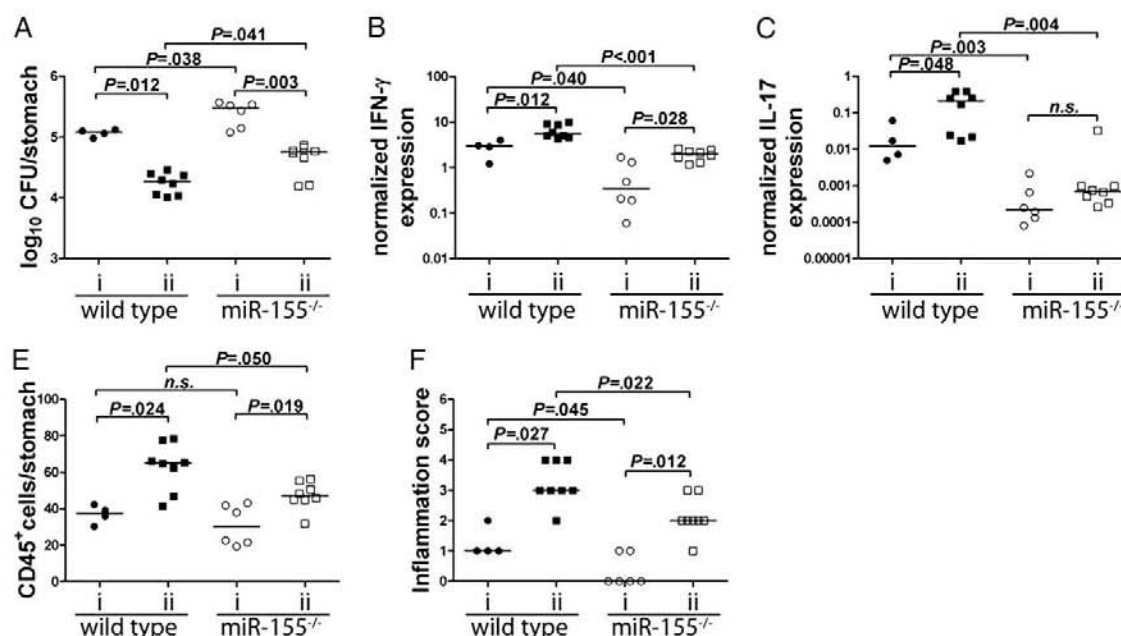 A
P=.041
P=.038
P=.012
P=.003
log10 CFU/stomach
6
5
4
3
i ii i ii
wild type miR-155-/-
B
P<.001
P=.040
P=.012
P=.028
normalized IFN-γ
expression
100
10
1
0.1
0.01
i ii i ii
wild type miR-155-/-
C
P=.004
P=.003
P=.048
n.s.
normalized IL-17
expression
1
0.1
0.01
0.001
0.0001
0.00001
i ii i ii
wild type miR-155-/-
E
P=.050
n.s.
P=.024
P=.019
CD45+cells/stomach
100
80
60
40
20
0
i ii i ii
wild type miR-155-/-
F
P=.022
P=.045
P=.027
P=.012
Inflammation score
6
5
4
3
2
1
0
i ii i ii
wild type miR-155-/-